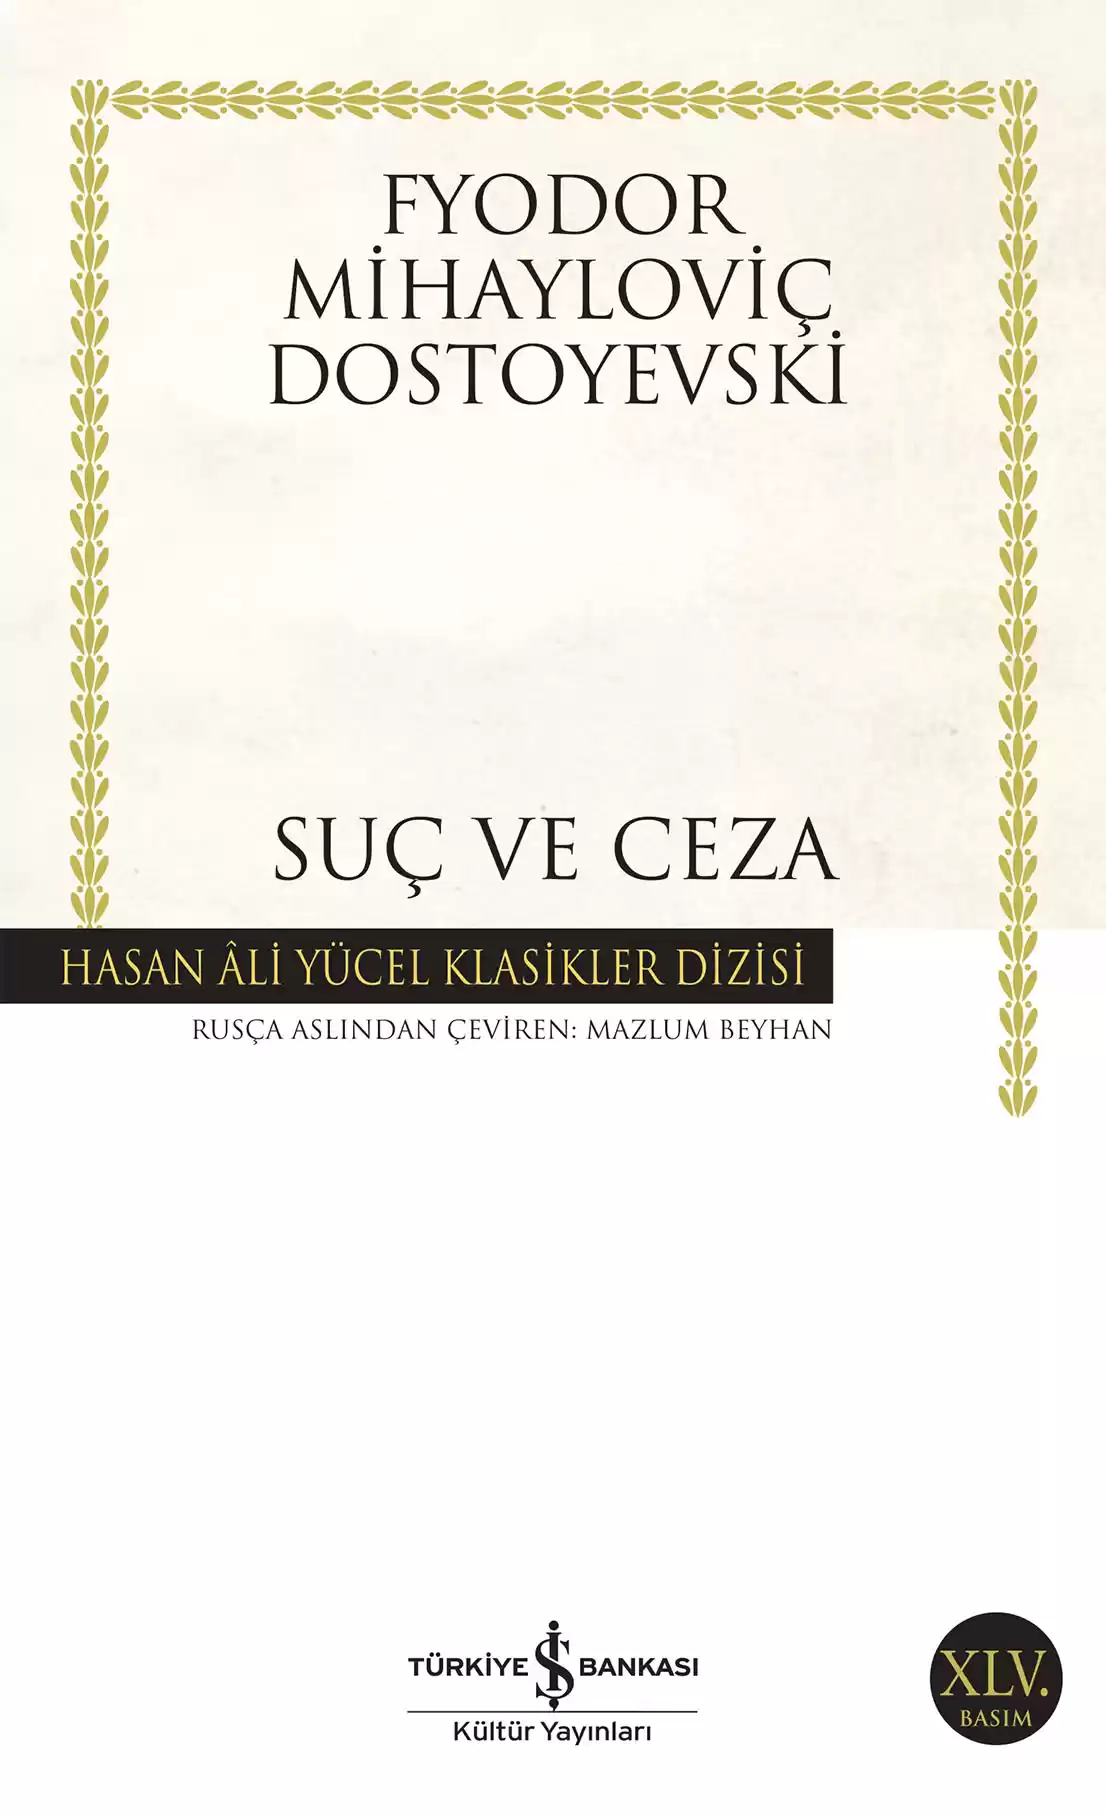 FYODOR
MİHAYLOVİÇ
DOSTOYEVSKİ
SUÇ VE CEZA
HASAN ÂLİ YÜCEL KLASİKLER DİZİSİ
RUSÇA ASLINDAN ÇEVİREN: MAZLUM BEYHAN
TÜRKİYE İŞ BANKASI
Kültür Yayınları
XLV.
BASIM